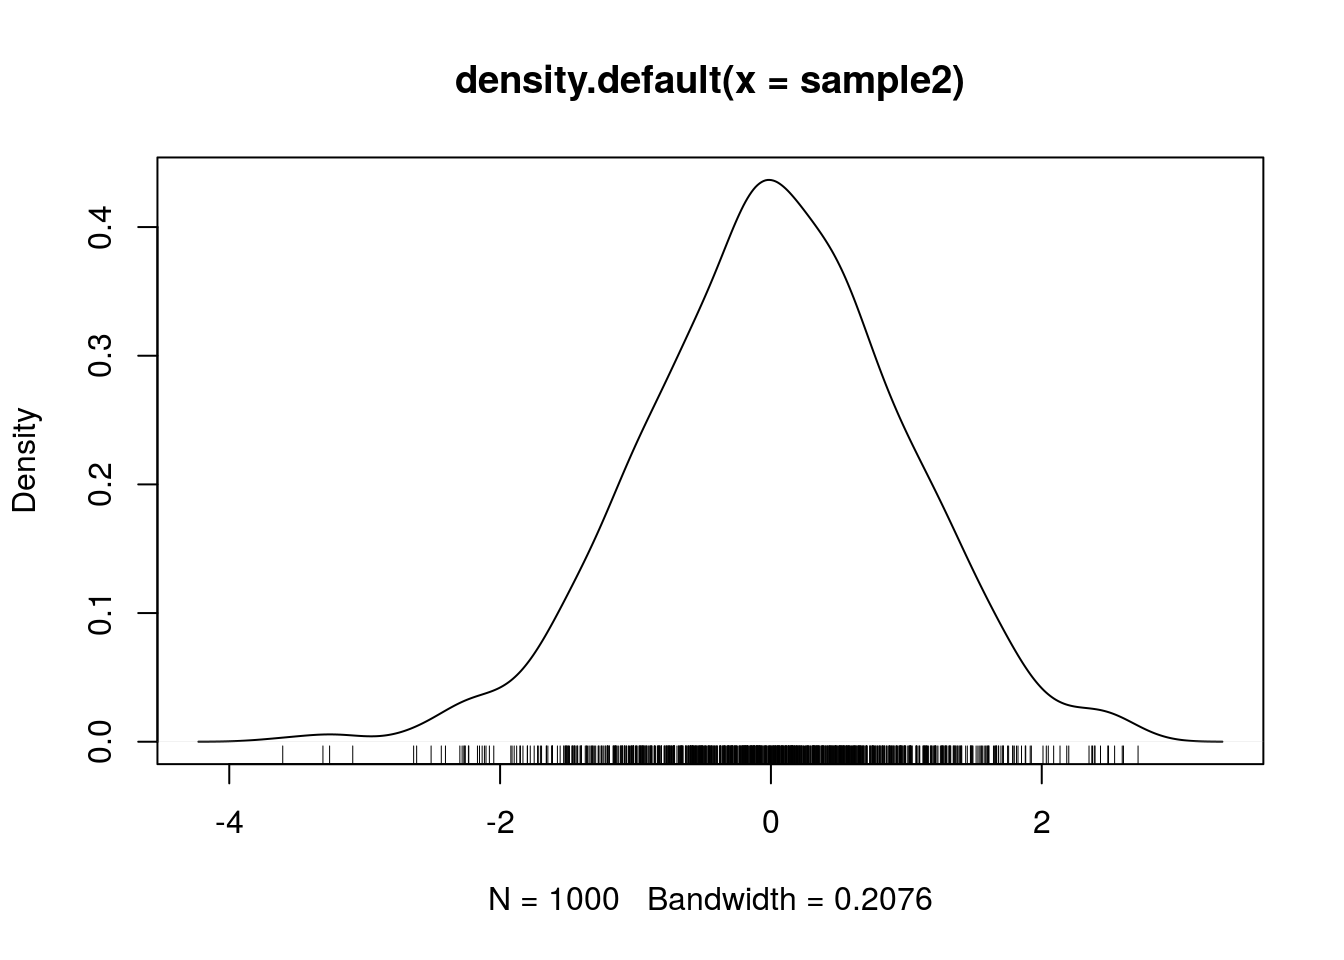 density.default(x = sample2)
Density
0.4
0.3
0.2
0.1
0.0
-4 -2 0 2
N = 1000 Bandwidth = 0.2076